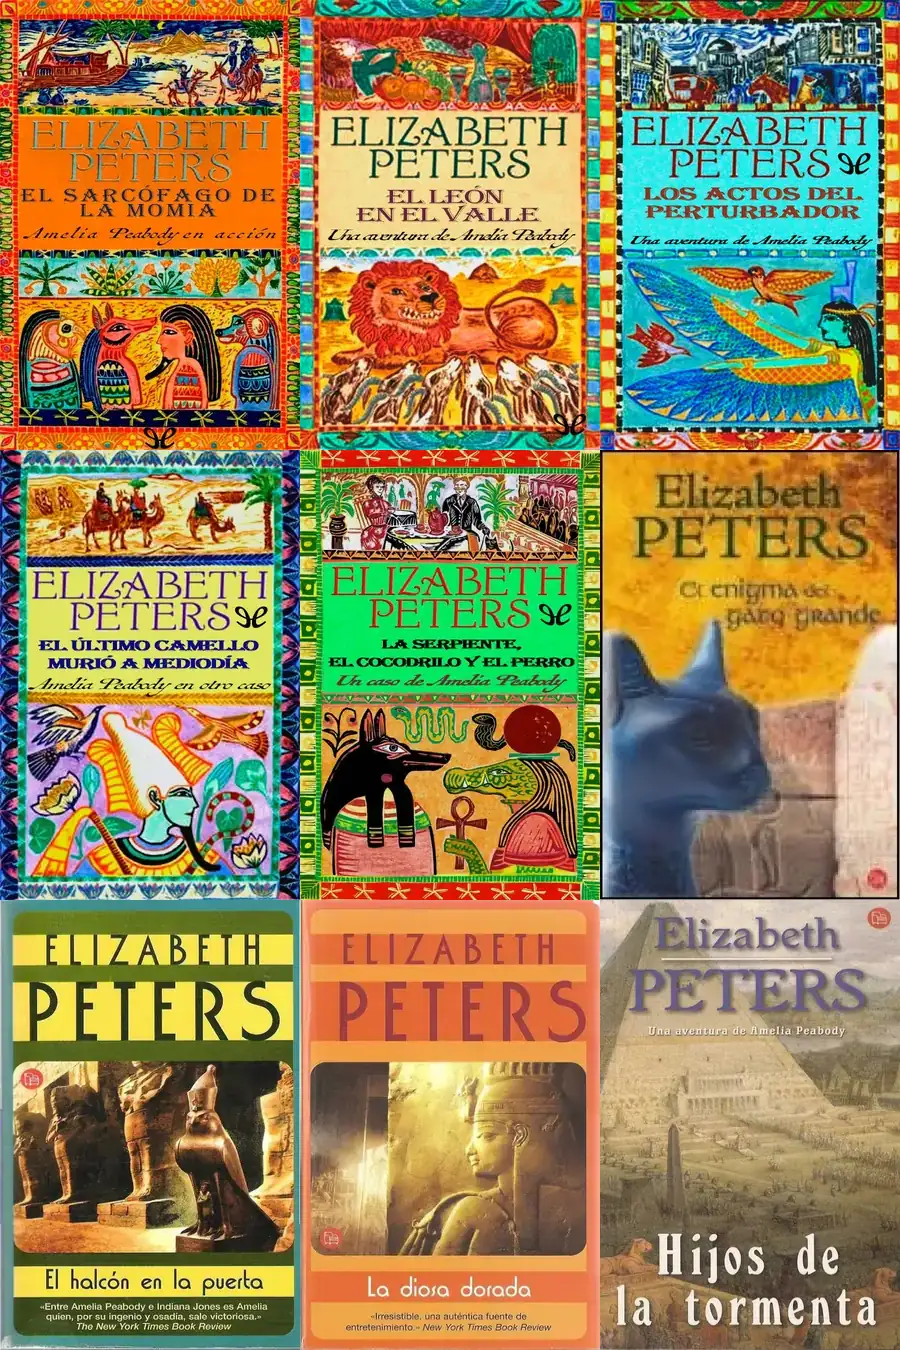 ELIZABETH
PETERS
EL SARCÓFAGO DE
LA MOMIA
Amelia Peabody en acción
ELIZABETH
PETERS
EL LEÓN
EN EL VALLE
Una aventura de Amelia Peabody
ELIZABETH
PETERS
LOS ACTOS DEL
PERTURBADOR
Una aventura de Amelia Peabody
ELIZABETH
PETERS
EL ÚLTIMO CAMELLO
MURIÓ A MEDIODÍA
Amelia Peabody en otro caso
ELIZABETH
PETERS
LA SERPIENTE,
EL COCODRILO Y EL PERRO
Un caso de Amelia Peabody
Elizabeth
PETERS
El enigma del
gato grande
ELIZABETH
PETERS
El halcón en la puerta
«Entre Amelia Peabody e Indiana Jones es Amelia
quien, por su ingenio y osadía, sale victoriosa.»
The New York Times Book Review
ELIZABETH
PETERS
La diosa dorada
«Irresistible. una auténtica fuente de
entretenimiento.» New York Times Book Review
Elizabeth
PETERS
Una aventura de Amelia Peabody
Hijos de
la tormenta